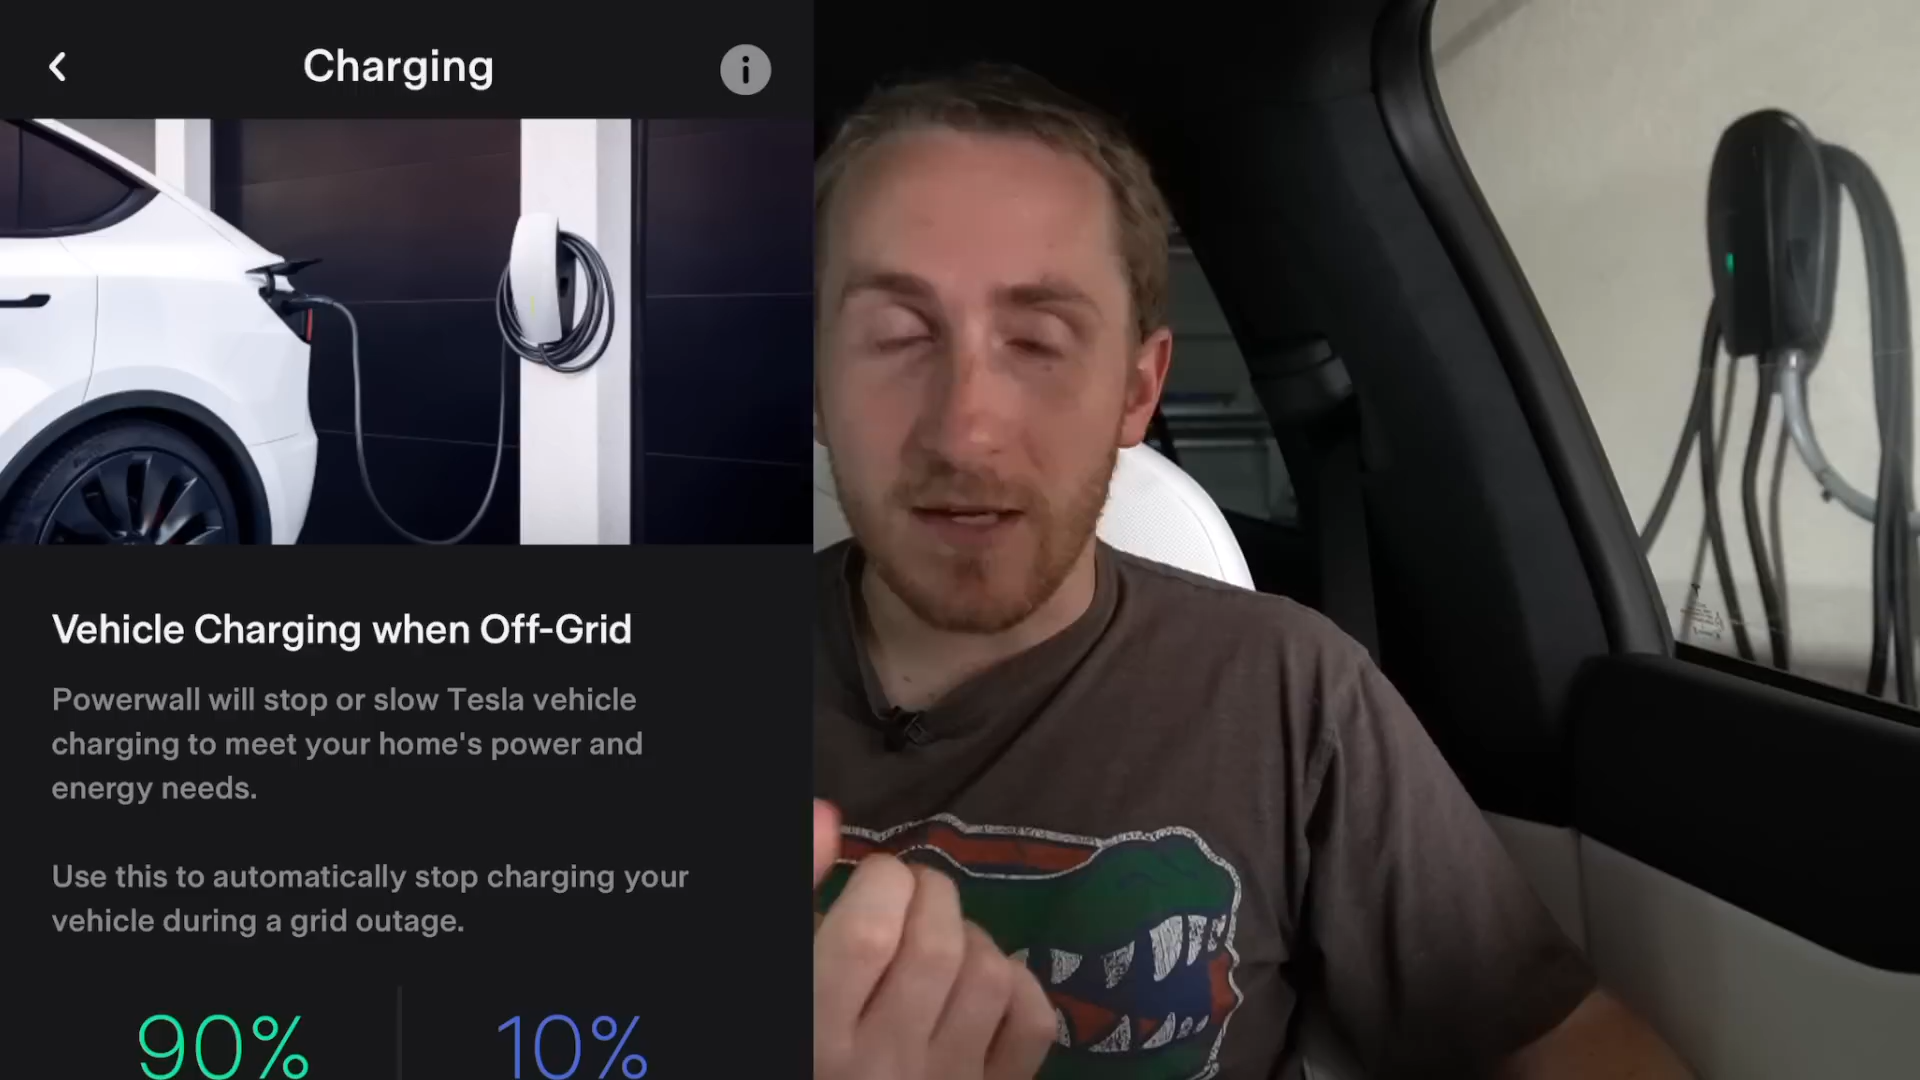 Charging
Vehicle Charging when Off-Grid
Powerwall will stop or slow Tesla vehicle
charging to meet your home's power and
energy needs.
Use this to automatically stop charging your
vehicle during a grid outage.
90%
10%